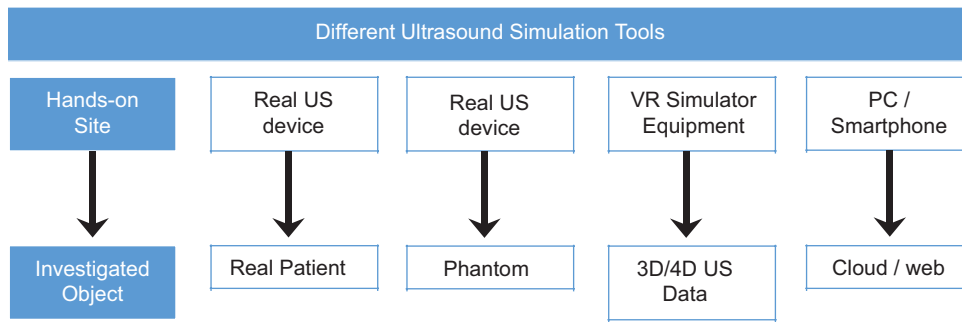 Different Ultrasound Simulation Tools
Hands-on
Site
Real US
device
Real US
device
VR Simulator
Equipment
PC /
Smartphone
Investigated
Object
Real Patient
Phantom
3D/4D US
Data
Cloud / web